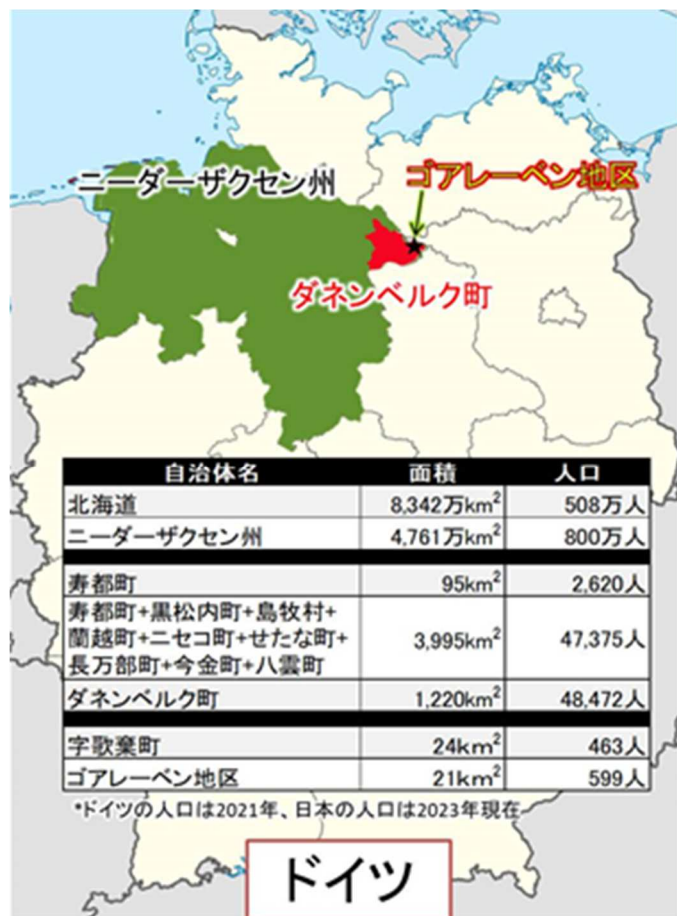 ニーダーザクセン州
ゴアレーベン地区
ダネンベルク町
自治体名 面積 人口
北海道 8,342万km² 508万人
ニーダーザクセン州 4,761万km² 800万人
寿都町 95km² 2,620人
寿都町+黒松内町+島牧村+
蘭越町+ニセコ町+せたな町+
長万部町+今金町+八雲町 3,995km² 47,375人
ダネンベルク町 1,220km² 48,472人
字歌棄町 24km² 463人
ゴアレーベン地区 21km² 599人
*ドイツの人口は2021年、日本の人口は2023年現在
ドイツ